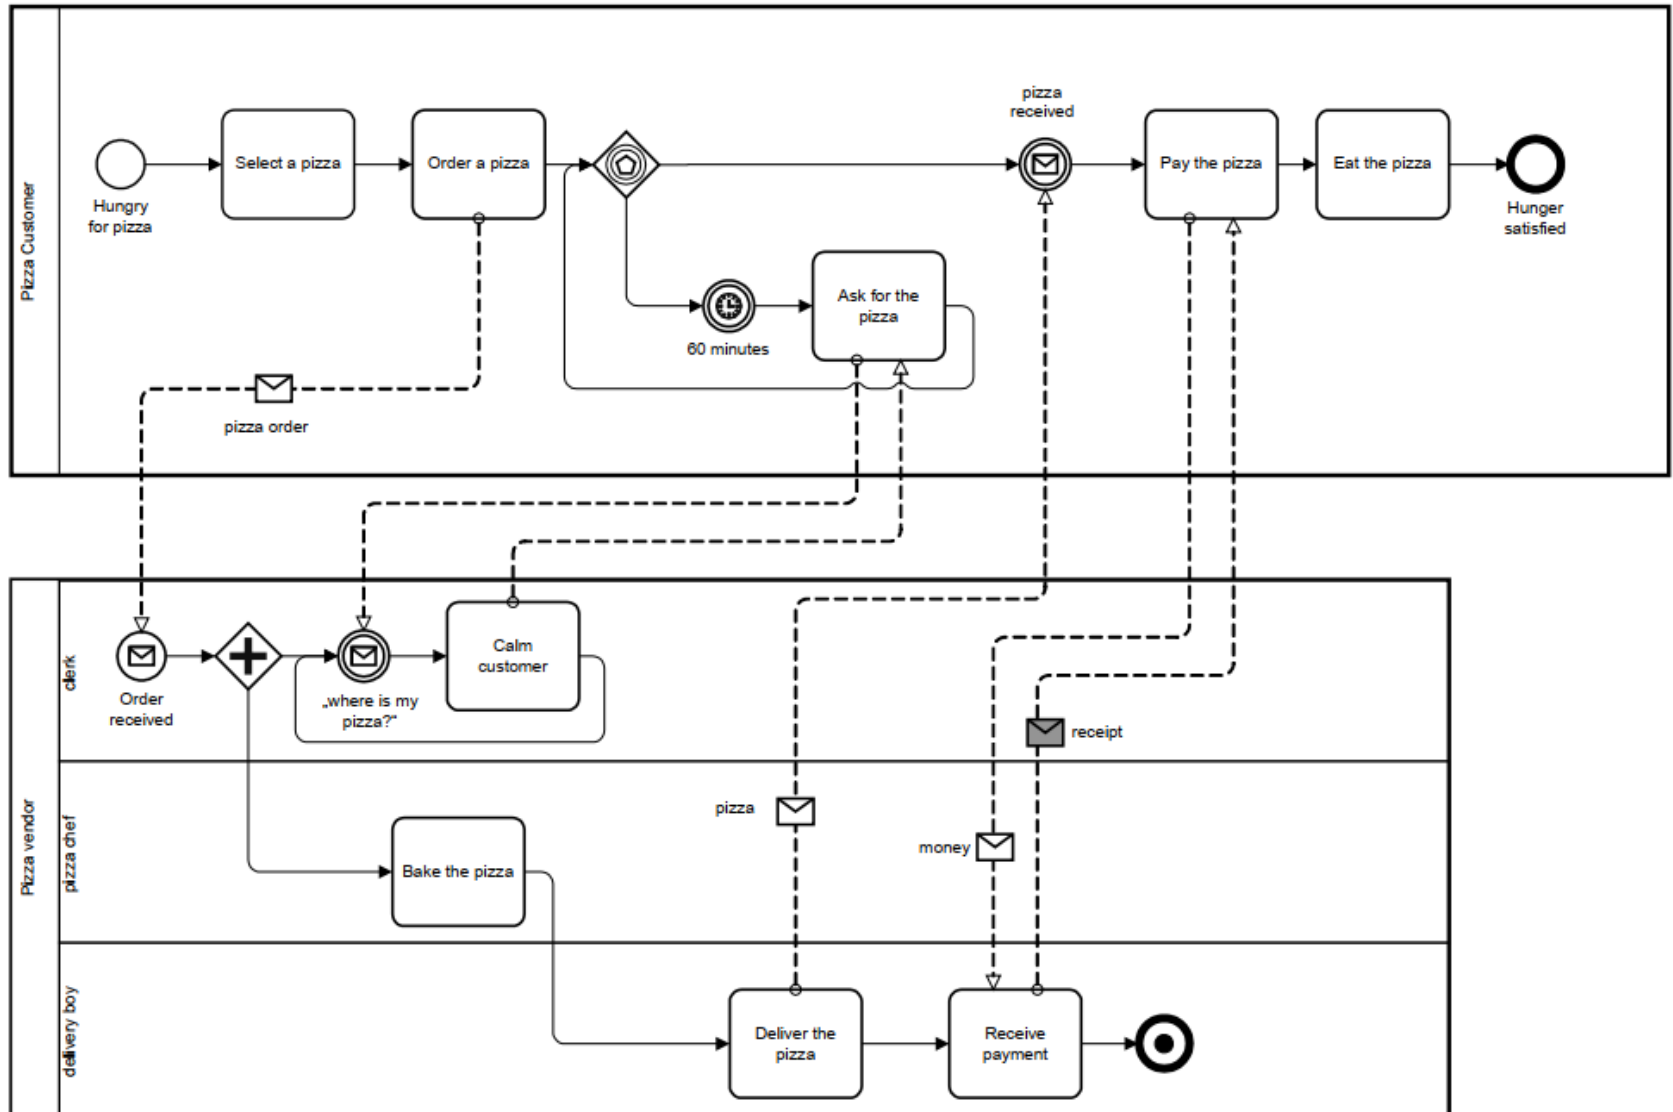 Pizza Customer
Hungry
for pizza
Select a pizza
Order a pizza
pizza
received
Pay the pizza
Eat the pizza
Hunger
satisfied
60 minutes
Ask for the
pizza
pizza order
Pizza vendor
clerk
Order
received
„where is my
pizza?“
Calm
customer
receipt
pizza chef
Bake the pizza
pizza
money
delivery boy
Deliver the
pizza
Receive
payment